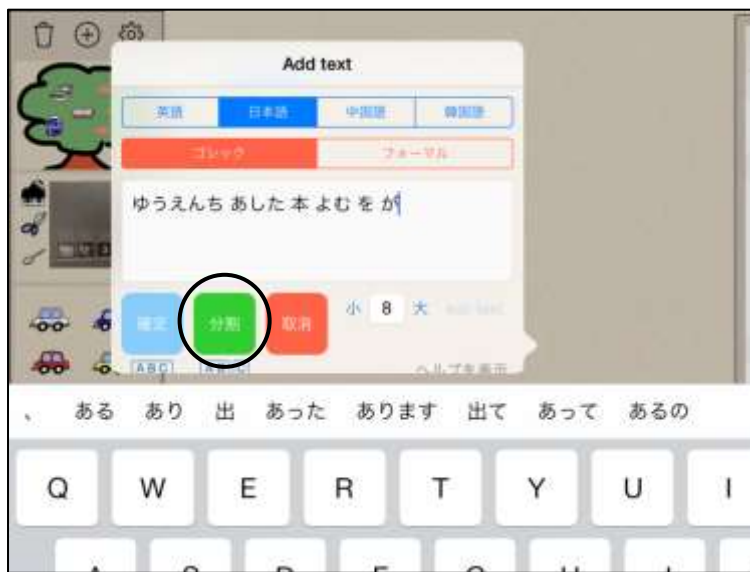 Add text
英語 日本語 中国語 韓国語
ゴシック フォーマル
ゆうえんち あした 本 よむ を が
確定 分割 取消 小 8 大
ABC ABC ヘルプを表示
、 ある あり 出 あった あります 出て あって あるの
Q W E R T Y U I
A S D F G H J